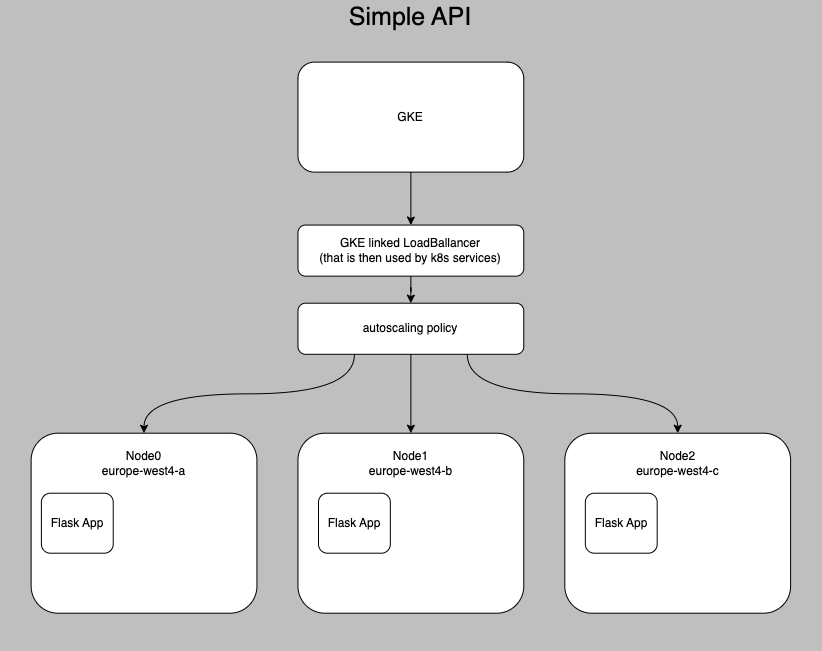 Simple API
GKE
GKE linked LoadBallancer
(that is then used by k8s services)
autoscaling policy
Node0
europe-west4-a
Flask App
Node1
europe-west4-b
Flask App
Node2
europe-west4-c
Flask App